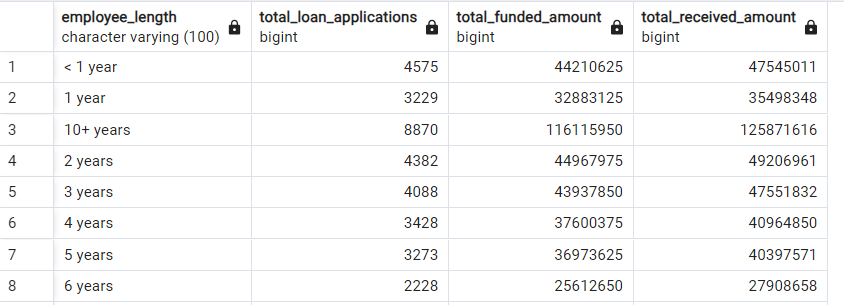 employee_length total_loan_applications total_funded_amount total_received_amount
character varying (100) bigint bigint bigint
1 < 1 year 4575 44210625 47545011
2 1 year 3229 32883125 35498348
3 10+ years 8870 116115950 125871616
4 2 years 4382 44967975 49206961
5 3 years 4088 43937850 47551832
6 4 years 3428 37600375 40964850
7 5 years 3273 36973625 40397571
8 6 years 2228 25612650 27908658